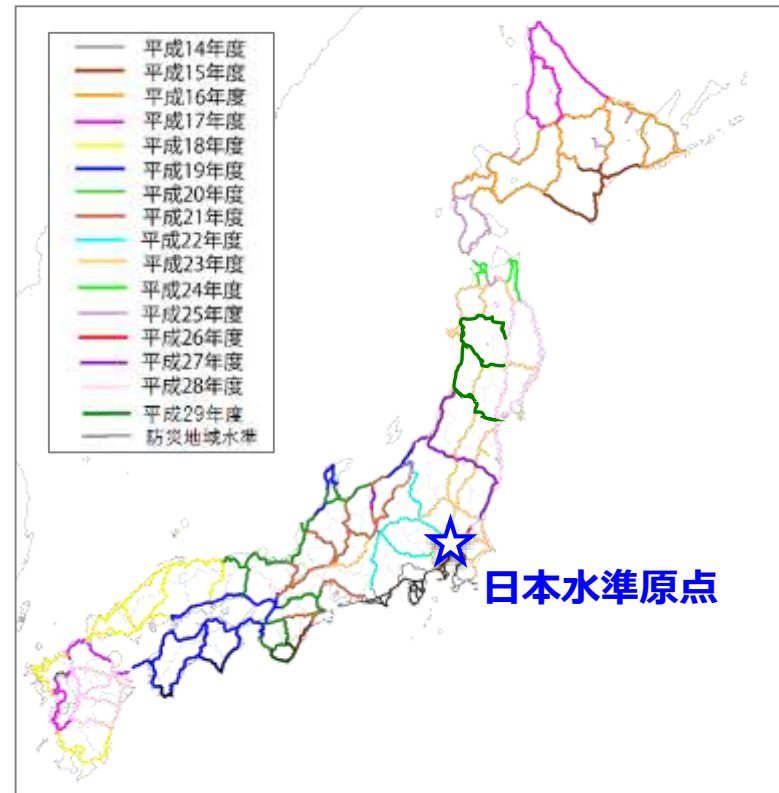 平成14年度
平成15年度
平成16年度
平成17年度
平成18年度
平成19年度
平成20年度
平成21年度
平成22年度
平成23年度
平成24年度
平成25年度
平成26年度
平成27年度
平成28年度
平成29年度
防災地域水準
日本水準原点